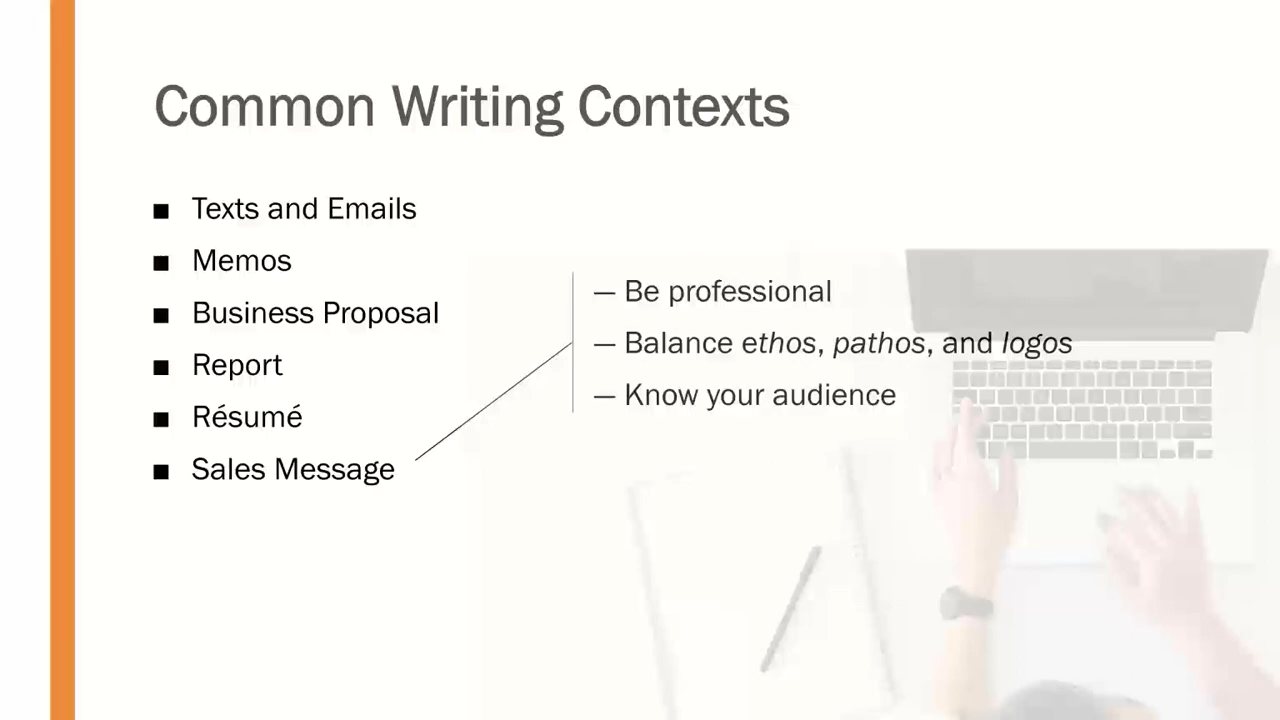 Common Writing Contexts
Texts and Emails
Memos
Business Proposal
Report
Résumé
Sales Message
— Be professional
— Balance ethos, pathos, and logos
— Know your audience